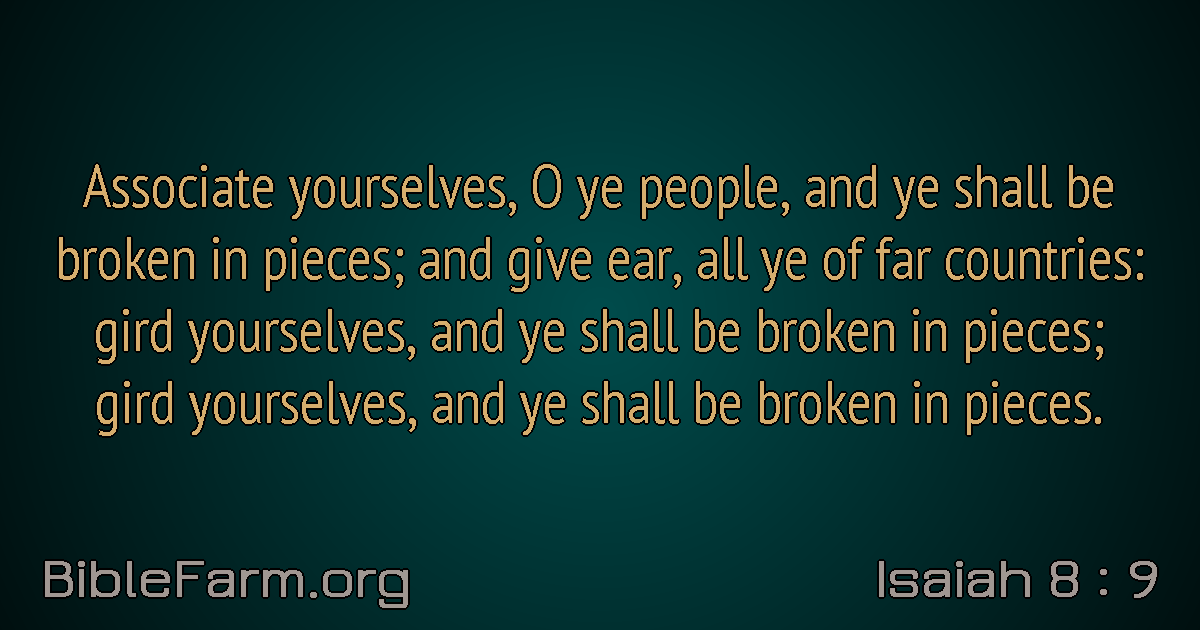 Associate yourselves, O ye people, and ye shall be
broken in pieces; and give ear, all ye of far countries:
gird yourselves, and ye shall be broken in pieces;
gird yourselves, and ye shall be broken in pieces.
BibleFarm.org
Isaiah 8 : 9